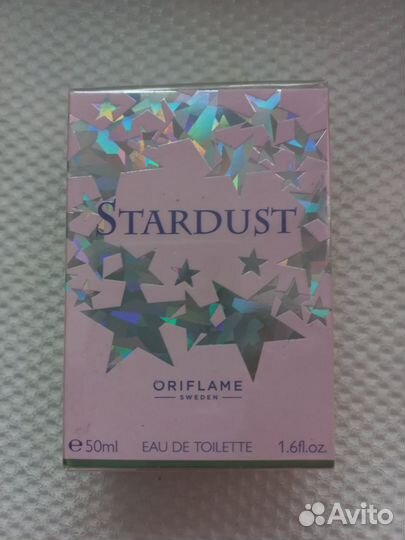 STARDUST
ORIFLAME
SWEDEN
e 50ml EAU DE TOILETTE 1.6fl.oz.
Avito